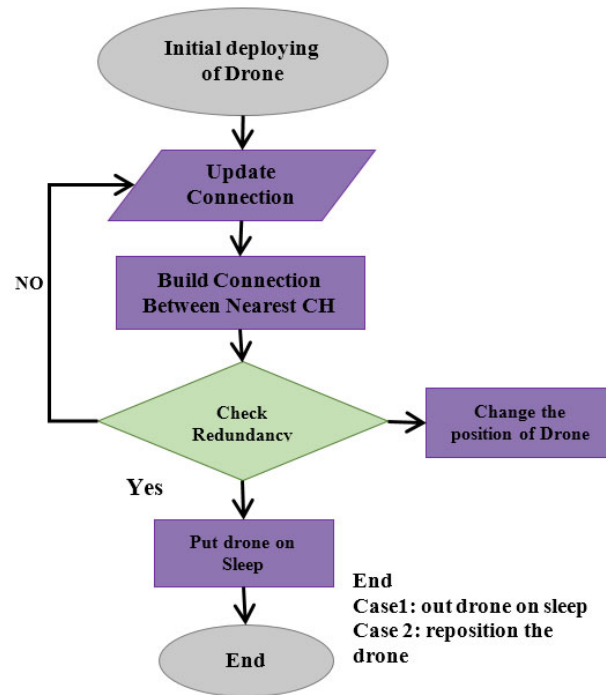 Initial deploying
of Drone
Update
Connection
Build Connection
Between Nearest CH
NO
Check
Redundancy
Change the
position of Drone
Yes
Put drone on
Sleep
End
Case1: out drone on sleep
Case 2: reposition the
drone
End